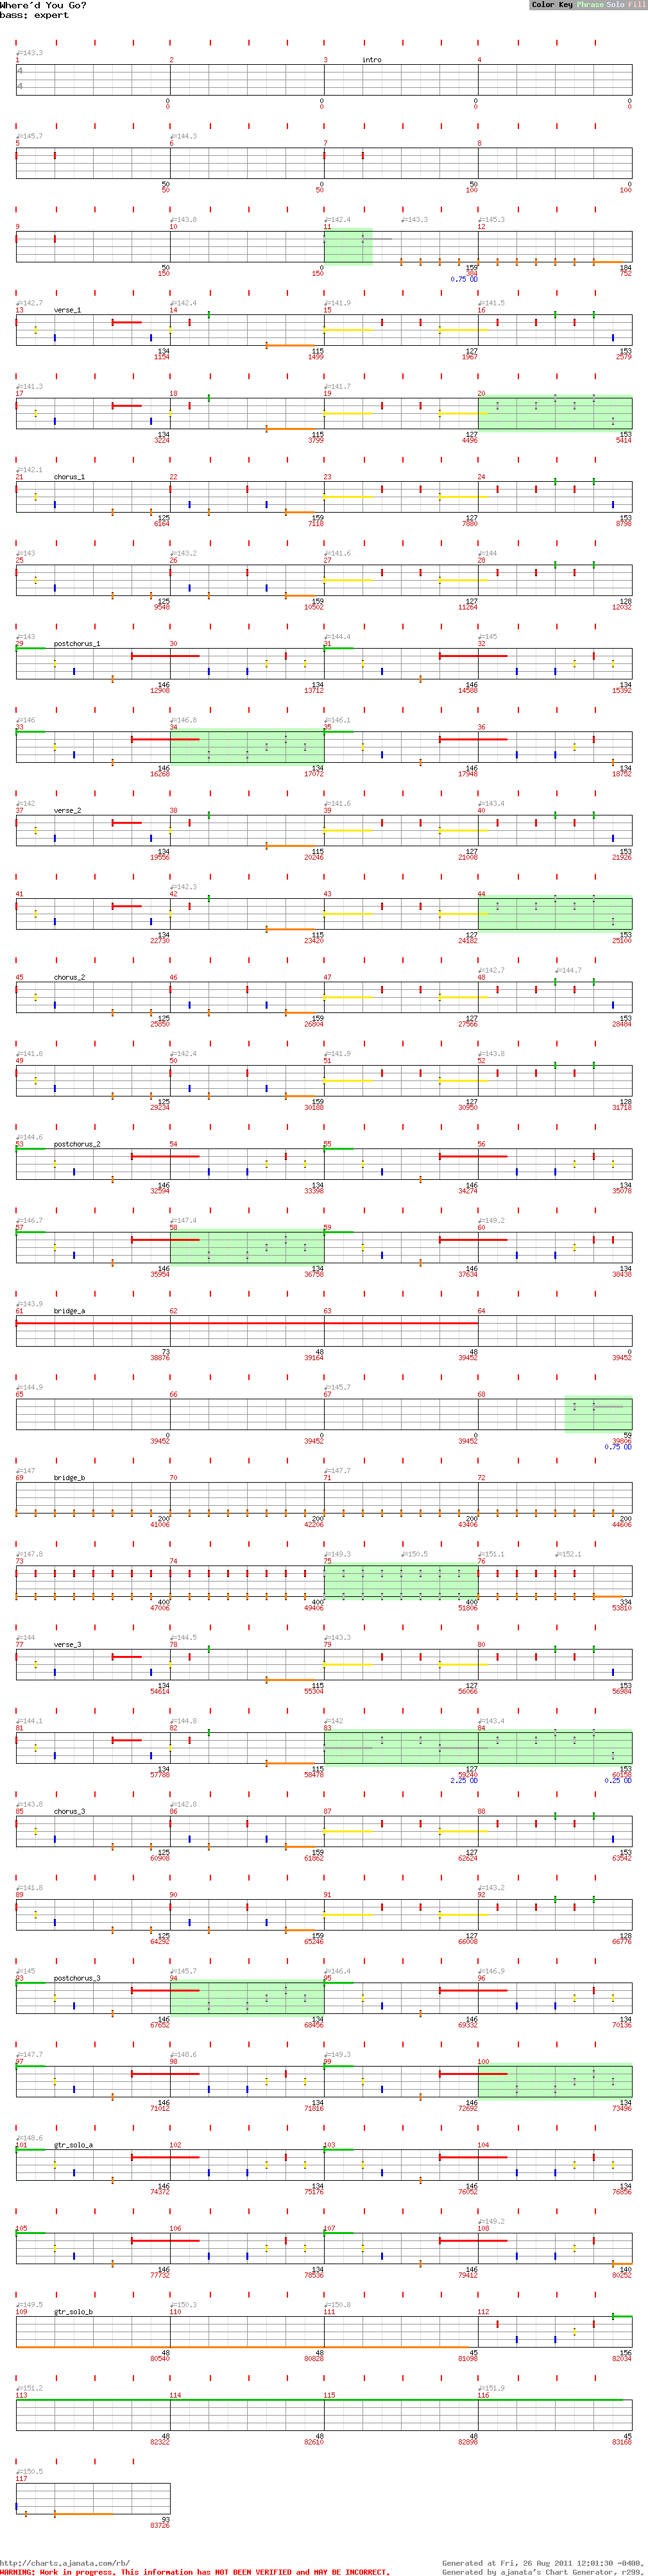 Where'd You Go?
Color Key Phrase Solo Fill
bass: expert
♩=143.3
1 2 3 intro 4
4
4
0 0 0 0
0 0 0 0
♩=145.7 ♩=144.3
5 6 7 8
50 0 50 0
50 50 100 100
♩=143.8 ♩=142.4 ♩=143.3 ♩=145.3
9 10 11 12
50 0 159 184
150 150 384 752
0.75 OD
♩=142.7 ♩=142.4 ♩=141.9 ♩=141.5
13 verse_1 14 15 16
134 115 127 153
1154 1499 1967 2579
♩=141.3 ♩=141.7
17 18 19 20
134 115 127 153
3224 3799 4496 5414
♩=142.1
21 chorus_1 22 23 24
125 159 127 153
6164 7118 7880 8798
♩=143 ♩=143.2 ♩=141.6 ♩=144
25 26 27 28
125 159 127 128
9548 10502 11264 12032
♩=143 ♩=144.4 ♩=145
29 postchorus_1 30 31 32
146 134 146 134
12908 13712 14588 15392
♩=146 ♩=146.8 ♩=146.1
33 34 35 36
146 134 146 134
16268 17072 17948 18752
♩=142 ♩=141.6 ♩=143.4
37 verse_2 38 39 40
134 115 127 153
19556 20246 21008 21926
♩=142.3
41 42 43 44
134 115 127 153
22730 23420 24182 25100
♩=142.7 ♩=144.7
45 chorus_2 46 47 48
125 159 127 153
25850 26804 27566 28484
♩=141.8 ♩=142.4 ♩=141.9 ♩=143.8
49 50 51 52
125 159 127 128
29234 30188 30950 31718
♩=144.6
53 postchorus_2 54 55 56
146 134 146 134
32594 33398 34274 35078
♩=146.7 ♩=147.4 ♩=149.2
57 58 59 60
146 134 146 134
35954 36758 37634 38438
♩=143.9
61 bridge_a 62 63 64
73 48 48 0
38876 39164 39452 39452
♩=144.9 ♩=145.7
65 66 67 68
0 0 0 59
39452 39452 39452 39806
0.75 OD
♩=147 ♩=147.7
69 bridge_b 70 71 72
200 200 200 200
41006 42206 43406 44606
♩=147.8 ♩=149.3 ♩=150.5 ♩=151.1 ♩=152.1
73 74 75 76
400 400 400 334
47006 49406 51806 53810
♩=144 ♩=144.5 ♩=143.3
77 verse_3 78 79 80
134 115 127 153
54614 55304 56066 56984
♩=144.1 ♩=144.8 ♩=142 ♩=143.4
81 82 83 84
134 115 127 153
57788 58478 59240 60158
2.25 OD 0.25 OD
♩=143.8 ♩=142.8
85 chorus_3 86 87 88
125 159 127 153
60908 61862 62624 63542
♩=141.8 ♩=143.2
89 90 91 92
125 159 127 128
64292 65246 66008 66776
♩=145 ♩=145.7 ♩=146.4 ♩=146.9
93 postchorus_3 94 95 96
146 134 146 134
67652 68456 69332 70136
♩=147.7 ♩=148.6 ♩=149.3
97 98 99 100
146 134 146 134
71012 71816 72692 73496
♩=148.6
101 gtr_solo_a 102 103 104
146 134 146 134
74372 75176 76052 76856
♩=149.2
105 106 107 108
146 134 146 140
77732 78536 79412 80252
♩=149.5 ♩=150.3 ♩=150.8
109 gtr_solo_b 110 111 112
48 48 45 156
80540 80828 81098 82034
♩=151.2 ♩=151.9
113 114 115 116
48 48 48 45
82322 82610 82898 83168
♩=150.5
117
93
83726
http://charts.ajanata.com/rb/ Generated at Fri, 26 Aug 2011 12:01:30 -0400.
WARNING: Work in progress. This information has NOT BEEN VERIFIED and MAY BE INCORRECT. Generated by ajanata's Chart Generator, r299.